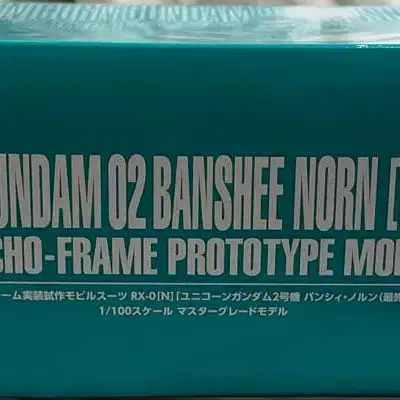 UNDAM 02 BANSHEE NORN [
CHO-FRAME PROTOTYPE MO
ーム実装試作モビルスーツ RX-0[N]「ユニコーンガンダム2号機 バンシィ・ノルン(最終
1/100スケール マスターグレードモデル